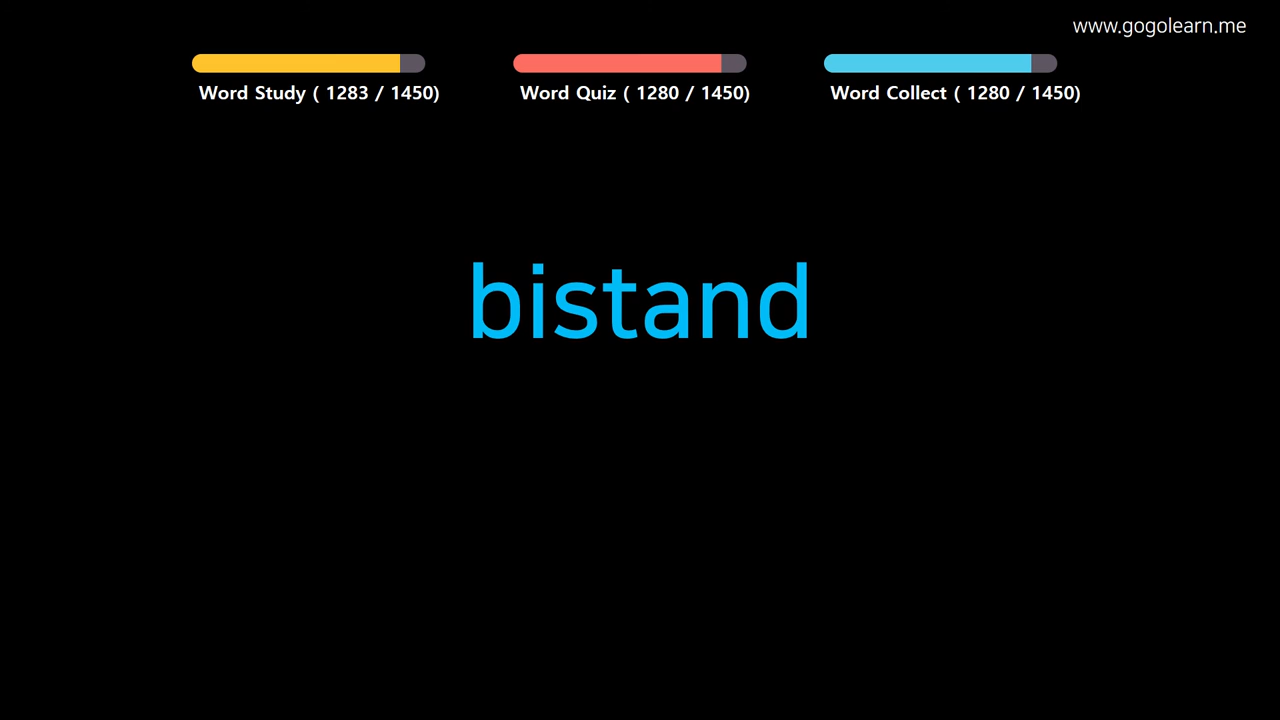 www.gogolearn.me
Word Study ( 1283 / 1450)
Word Quiz ( 1280 / 1450)
Word Collect ( 1280 / 1450)
bistand